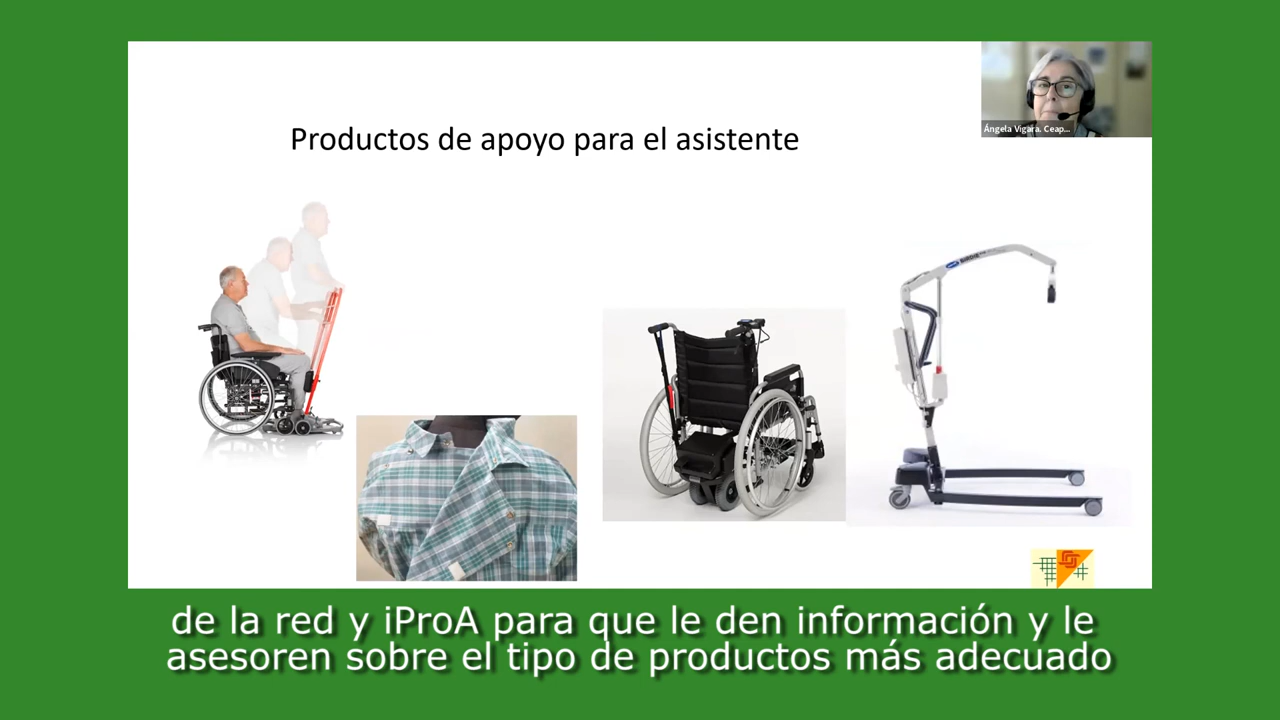 Productos de apoyo para el asistente
Ángela Vigara. Ceap...
BIRDIE
de la red y iProA para que le den información y le
asesoren sobre el tipo de productos más adecuado